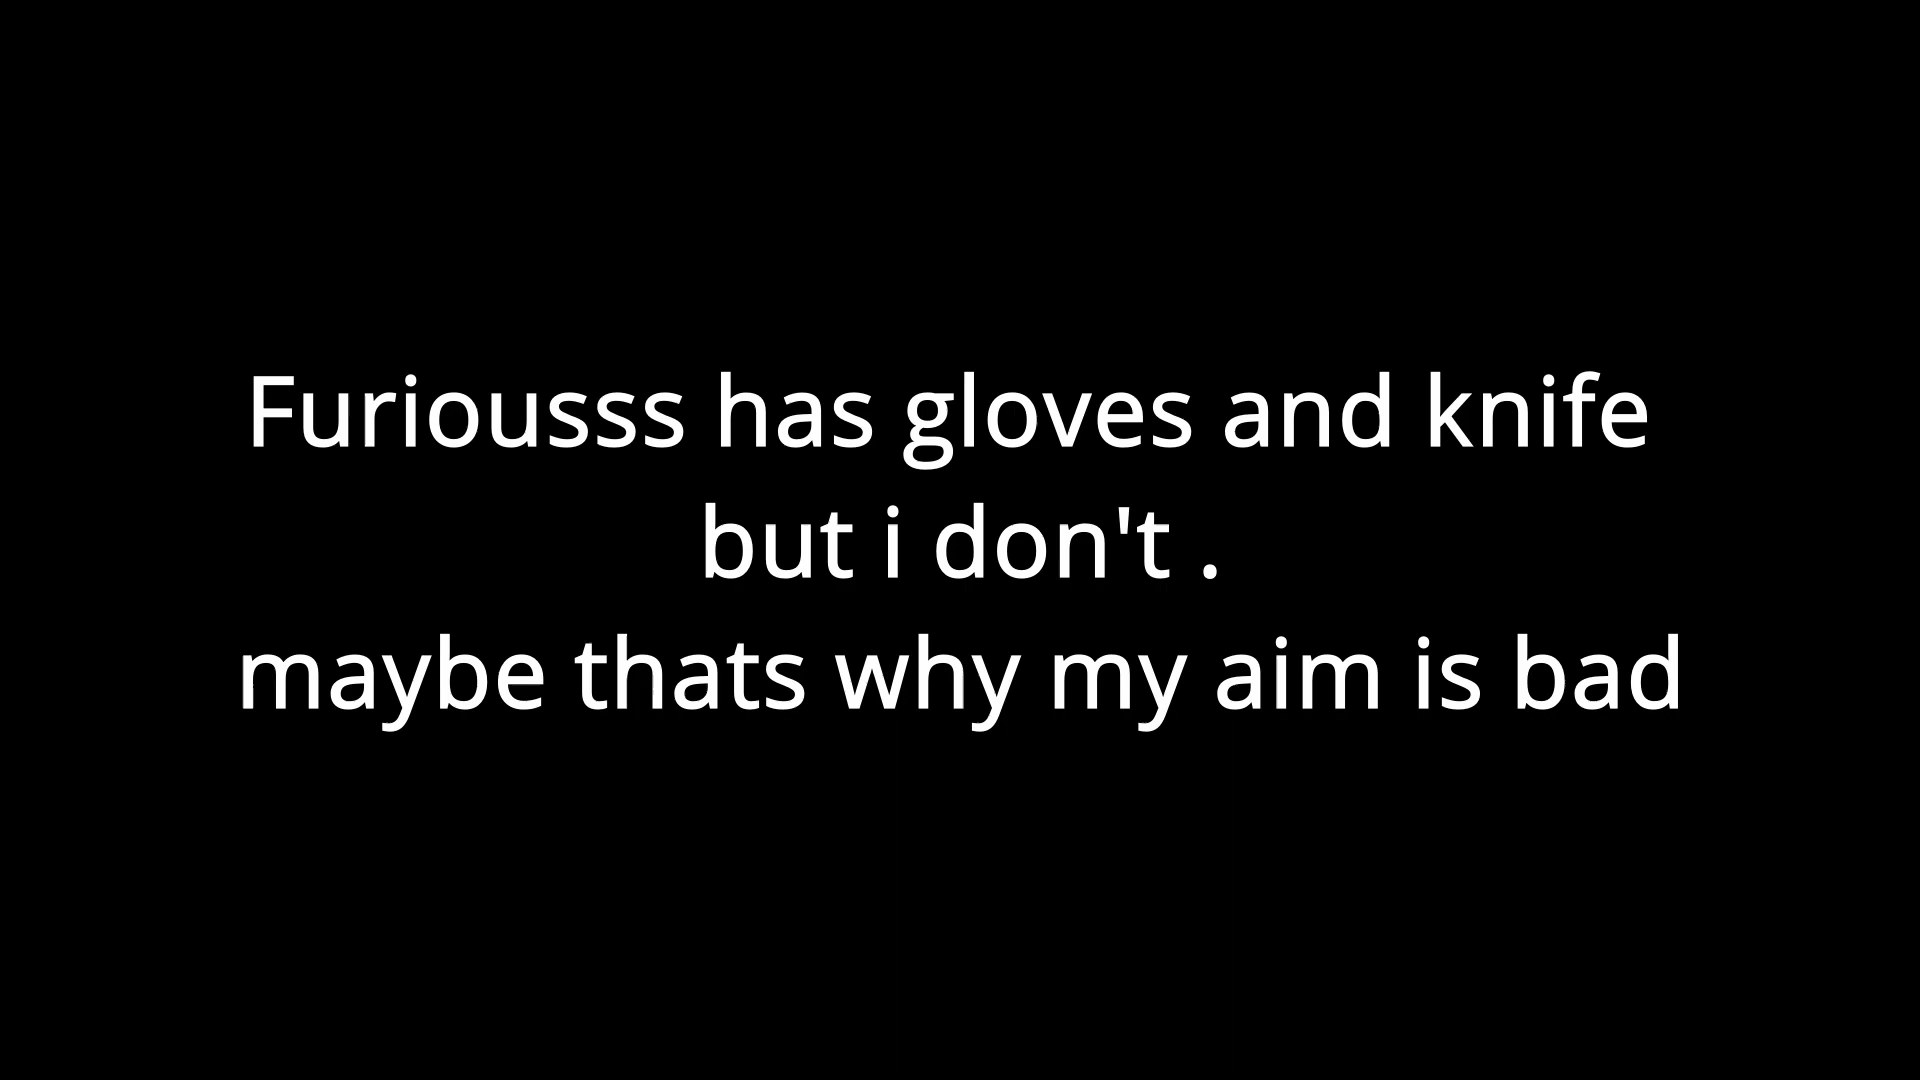 Furiousss has gloves and knife
but i don't .
maybe thats why my aim is bad